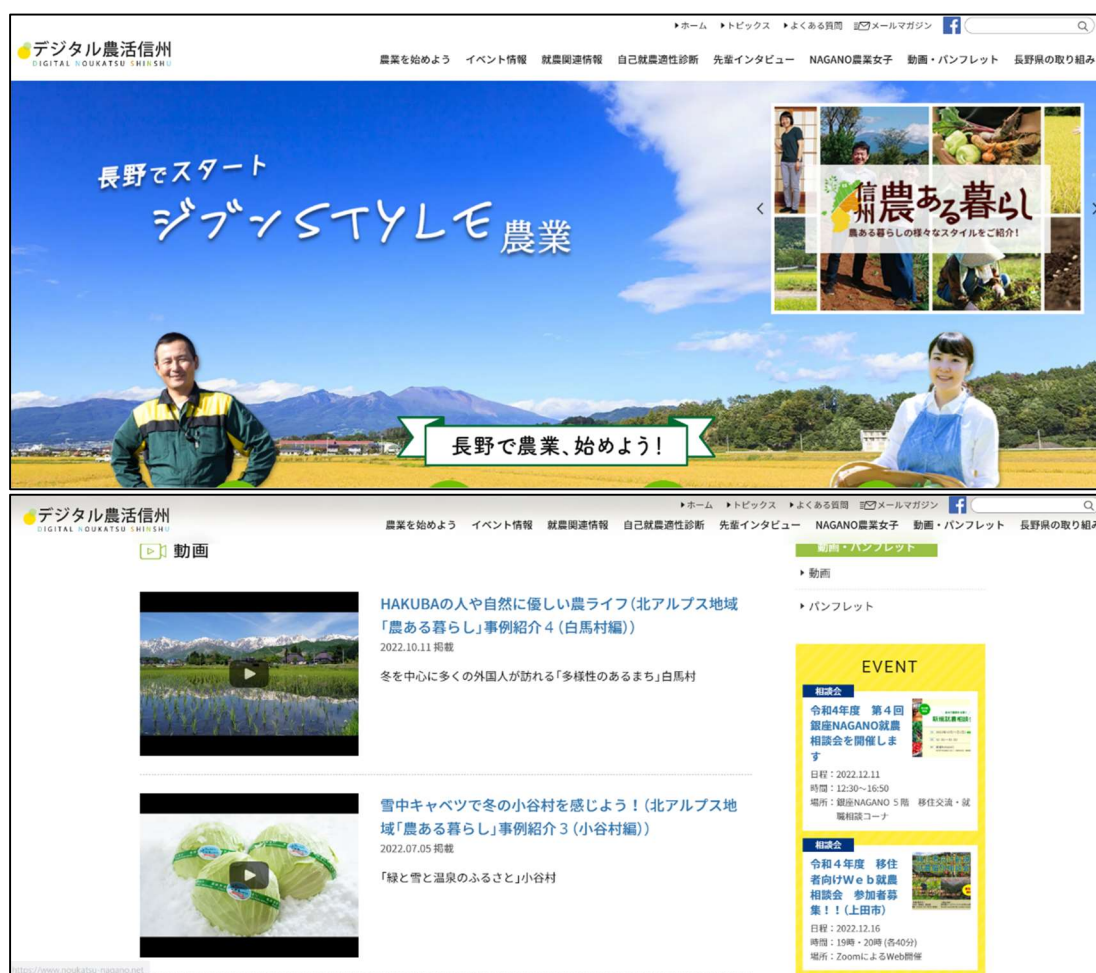 ▶ホーム ▶トピックス ▶よくある質問 メールマガジン f
デジタル農活信州
DIGITAL NOUKATSU SHINSHU
農業を始めよう イベント情報 就農関連情報 自己就農適性診断 先輩インタビュー NAGANO農業女子 動画・パンフレット 長野県の取り組み
長野でスタート
ジブンSTYLE農業
信州農ある暮らし
農ある暮らしの様々なスタイルをご紹介!
長野で農業、始めよう!
▶ホーム ▶トピックス ▶よくある質問 メールマガジン f
デジタル農活信州
DIGITAL NOUKATSU SHINSHU
農業を始めよう イベント情報 就農関連情報 自己就農適性診断 先輩インタビュー NAGANO農業女子 動画・パンフレット 長野県の取り組み
動画
HAKUBAの人や自然に優しい農ライフ(北アルプス地域
「農ある暮らし」事例紹介4(白馬村編))
2022.10.11 掲載
冬を中心に多くの外国人が訪れる「多様性のあるまち」白馬村
雪中キャベツで冬の小谷村を感じよう!(北アルプス地
域「農ある暮らし」事例紹介3(小谷村編))
2022.07.05 掲載
「緑と雪と温泉のふるさと」小谷村
動画・パンフレット
▶動画
▶パンフレット
EVENT
相談会
令和4年度 第4回
銀座NAGANO就農
相談会を開催しま
す
日程:2022.12.11
時間:12:30~16:50
場所:銀座NAGANO 5階 移住交流・就
職相談コーナ
相談会
令和4年度 移住
者向けWeb就農
相談会 参加者募
集!!(上田市)
日程:2022.12.16
時間:19時・20時(各40分)
場所:ZoomによるWeb開催
https://www.noukatsu-nagano.net